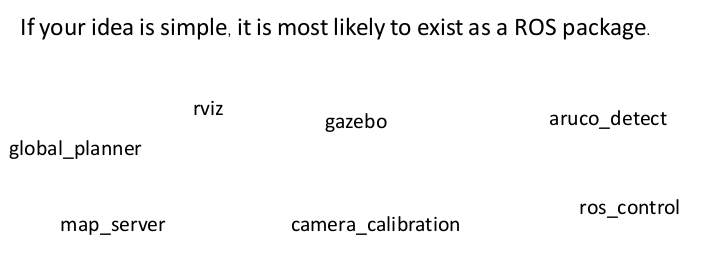 If your idea is simple, it is most likely to exist as a ROS package.
rviz
gazebo
aruco_detect
global_planner
map_server
camera_calibration
ros_control